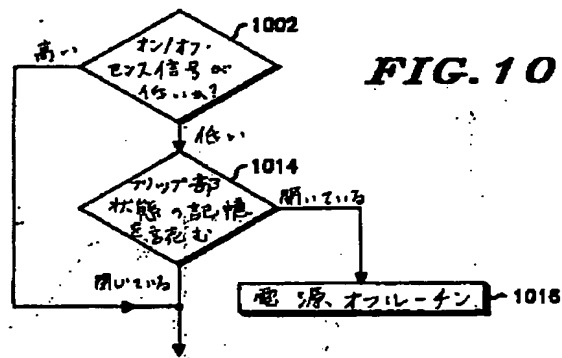 1002
オン/オフ・
センス信号が
低いか?
高い
FIG. 10
低い
1014
フリップ部
状態の記憶
を読む
開いている
閉いている
電源オフルーチン
1016